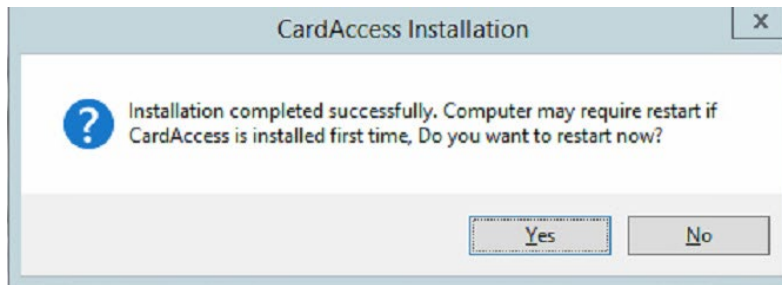 CardAccess Installation
x
Installation completed successfully. Computer may require restart if
CardAccess is installed first time, Do you want to restart now?
Yes
No